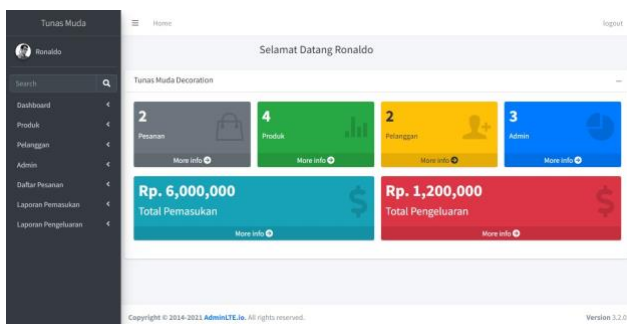 Tunas Muda
Home
logout
Ronaldo
Selamat Datang Ronaldo
Search
Tunas Muda Decoration
Dashboard
Produk
Pelanggan
Admin
Daftar Pesanan
Laporan Pemasukan
Laporan Pengeluaran
2
Pesanan
More info
4
Produk
More info
2
Pelanggan
More info
3
Admin
More info
Rp. 6,000,000
Total Pemasukan
More info
Rp. 1,200,000
Total Pengeluaran
More info
Copyright © 2014-2021 AdminLTE.io. All rights reserved.
Version 3.2.0